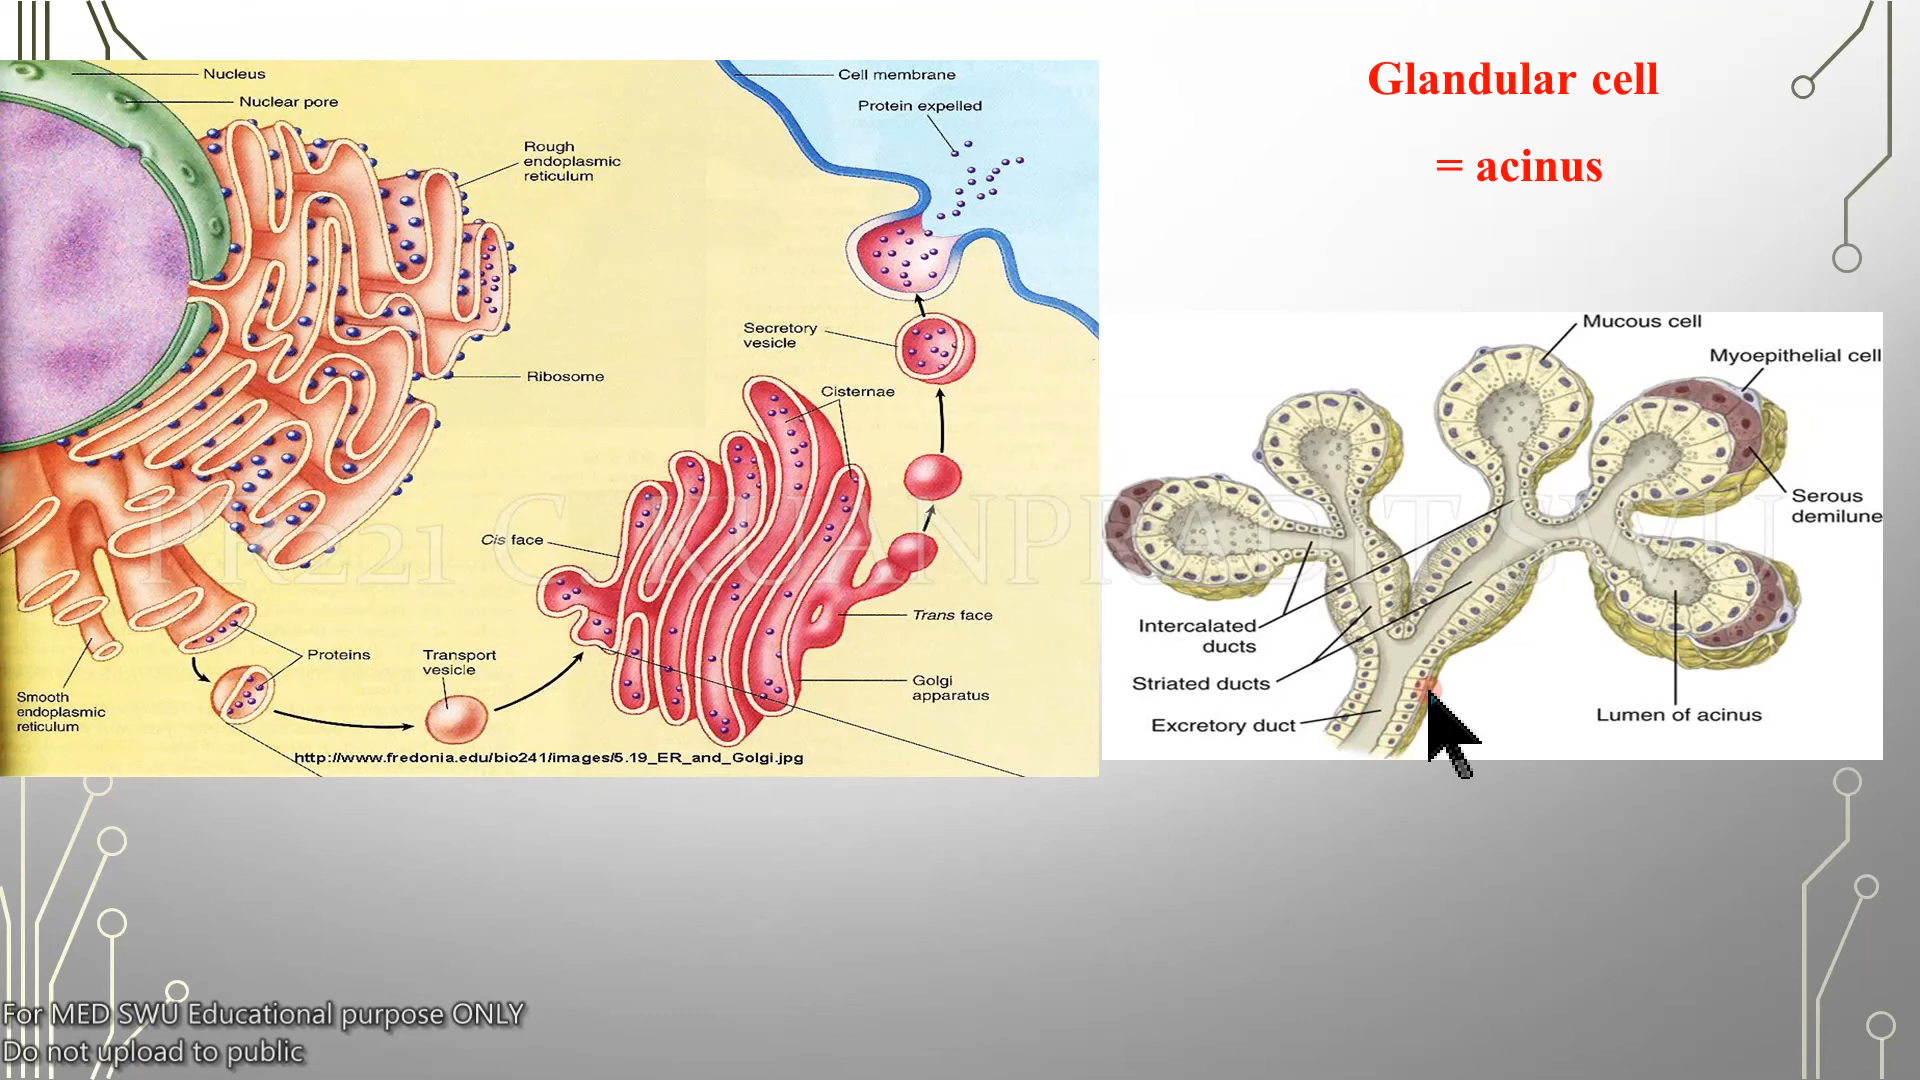 Glandular cell
= acinus
Nucleus
Nuclear pore
Rough
endoplasmic
reticulum
Ribosome
Cell membrane
Protein expelled
Secretory
vesicle
Cisternae
Cis face
Trans face
Golgi
apparatus
Proteins
Transport
vesicle
Smooth
endoplasmic
reticulum
http://www.fredonia.edu/bio241/images/5.19_ER_and_Golgi.jpg
Mucous cell
Myoepithelial cell
Serous
demilune
Intercalated
ducts
Striated ducts
Excretory duct
Lumen of acinus
PR221 C KUANPRADIT SWU
For MED SWU Educational purpose ONLY
Do not upload to public